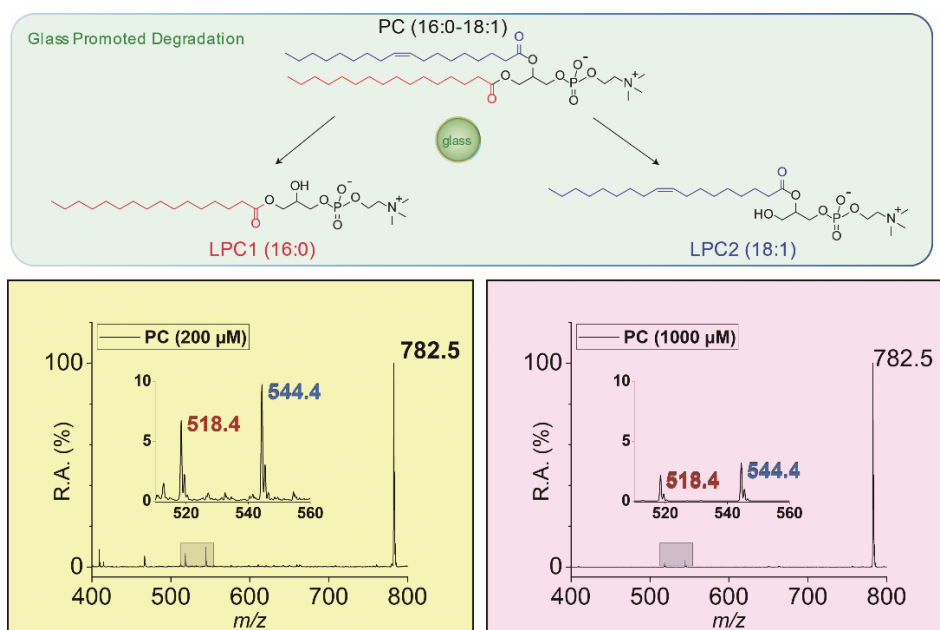 Glass Promoted Degradation
PC (16:0-18:1)
O
O
O
O
O
O⁻
P
O
O
N⁺
glass
OH
O
O
O
O⁻
P
O
O
N⁺
LPC1 (16:0)
O
O
HO
O
O⁻
P
O
O
N⁺
LPC2 (18:1)
PC (200 µM)
782.5
100
10
544.4
518.4
5
0
520 540 560
0
R.A. (%)
400 500 600 700 800
m/z
PC (1000 µM)
782.5
100
10
5
544.4
518.4
0
520 540 560
0
R.A. (%)
400 500 600 700 800
m/z